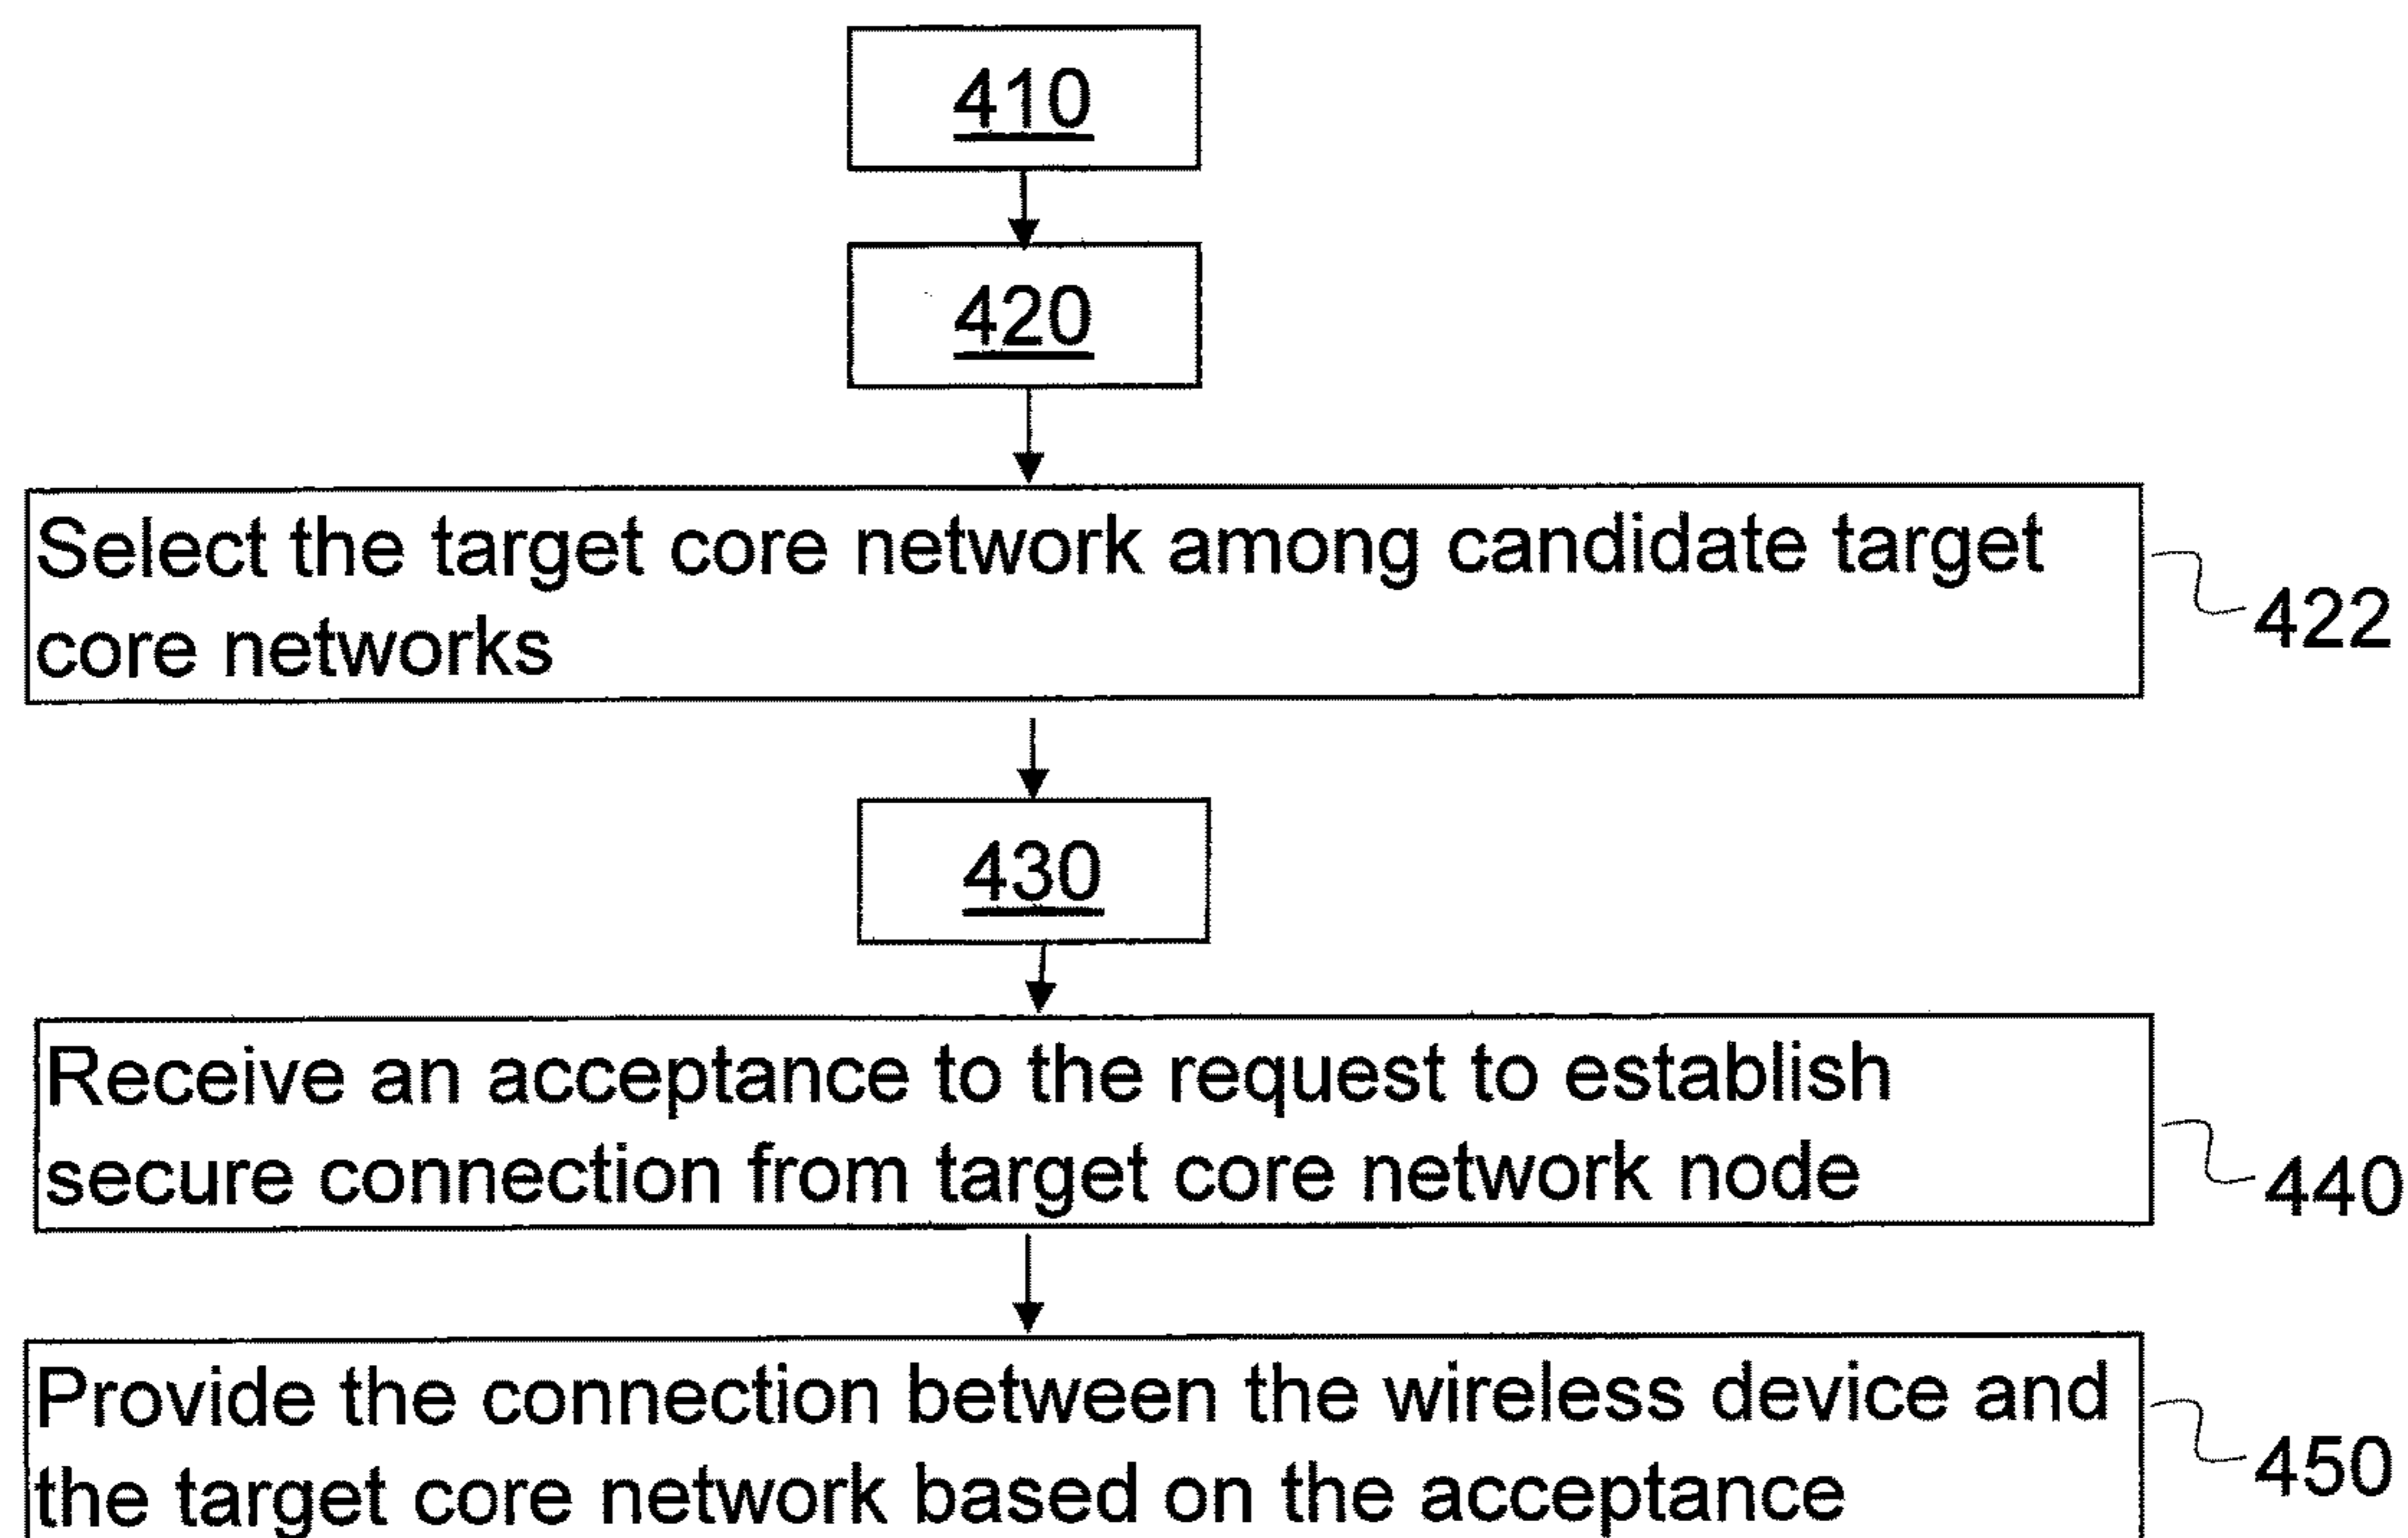 410
420
Select the target core network among candidate target
core networks
422
430
Receive an acceptance to the request to establish
secure connection from target core network node
440
Provide the connection between the wireless device and
the target core network based on the acceptance
450